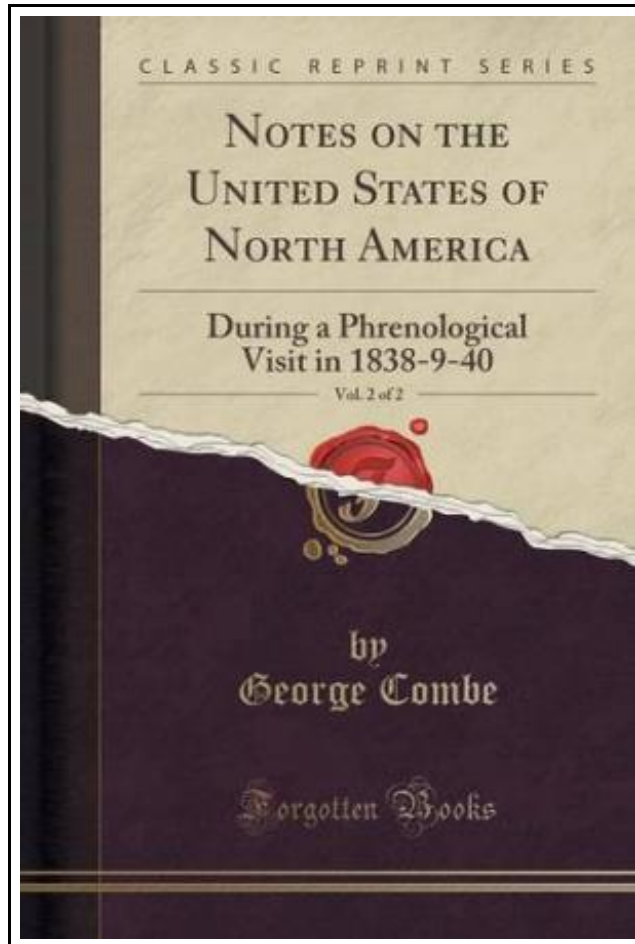 CLASSIC REPRINT SERIES
NOTES ON THE
UNITED STATES OF
NORTH AMERICA
During a Phrenological
Visit in 1838-9-40
Vol. 2 of 2
by
George Combe
Forgotten Books